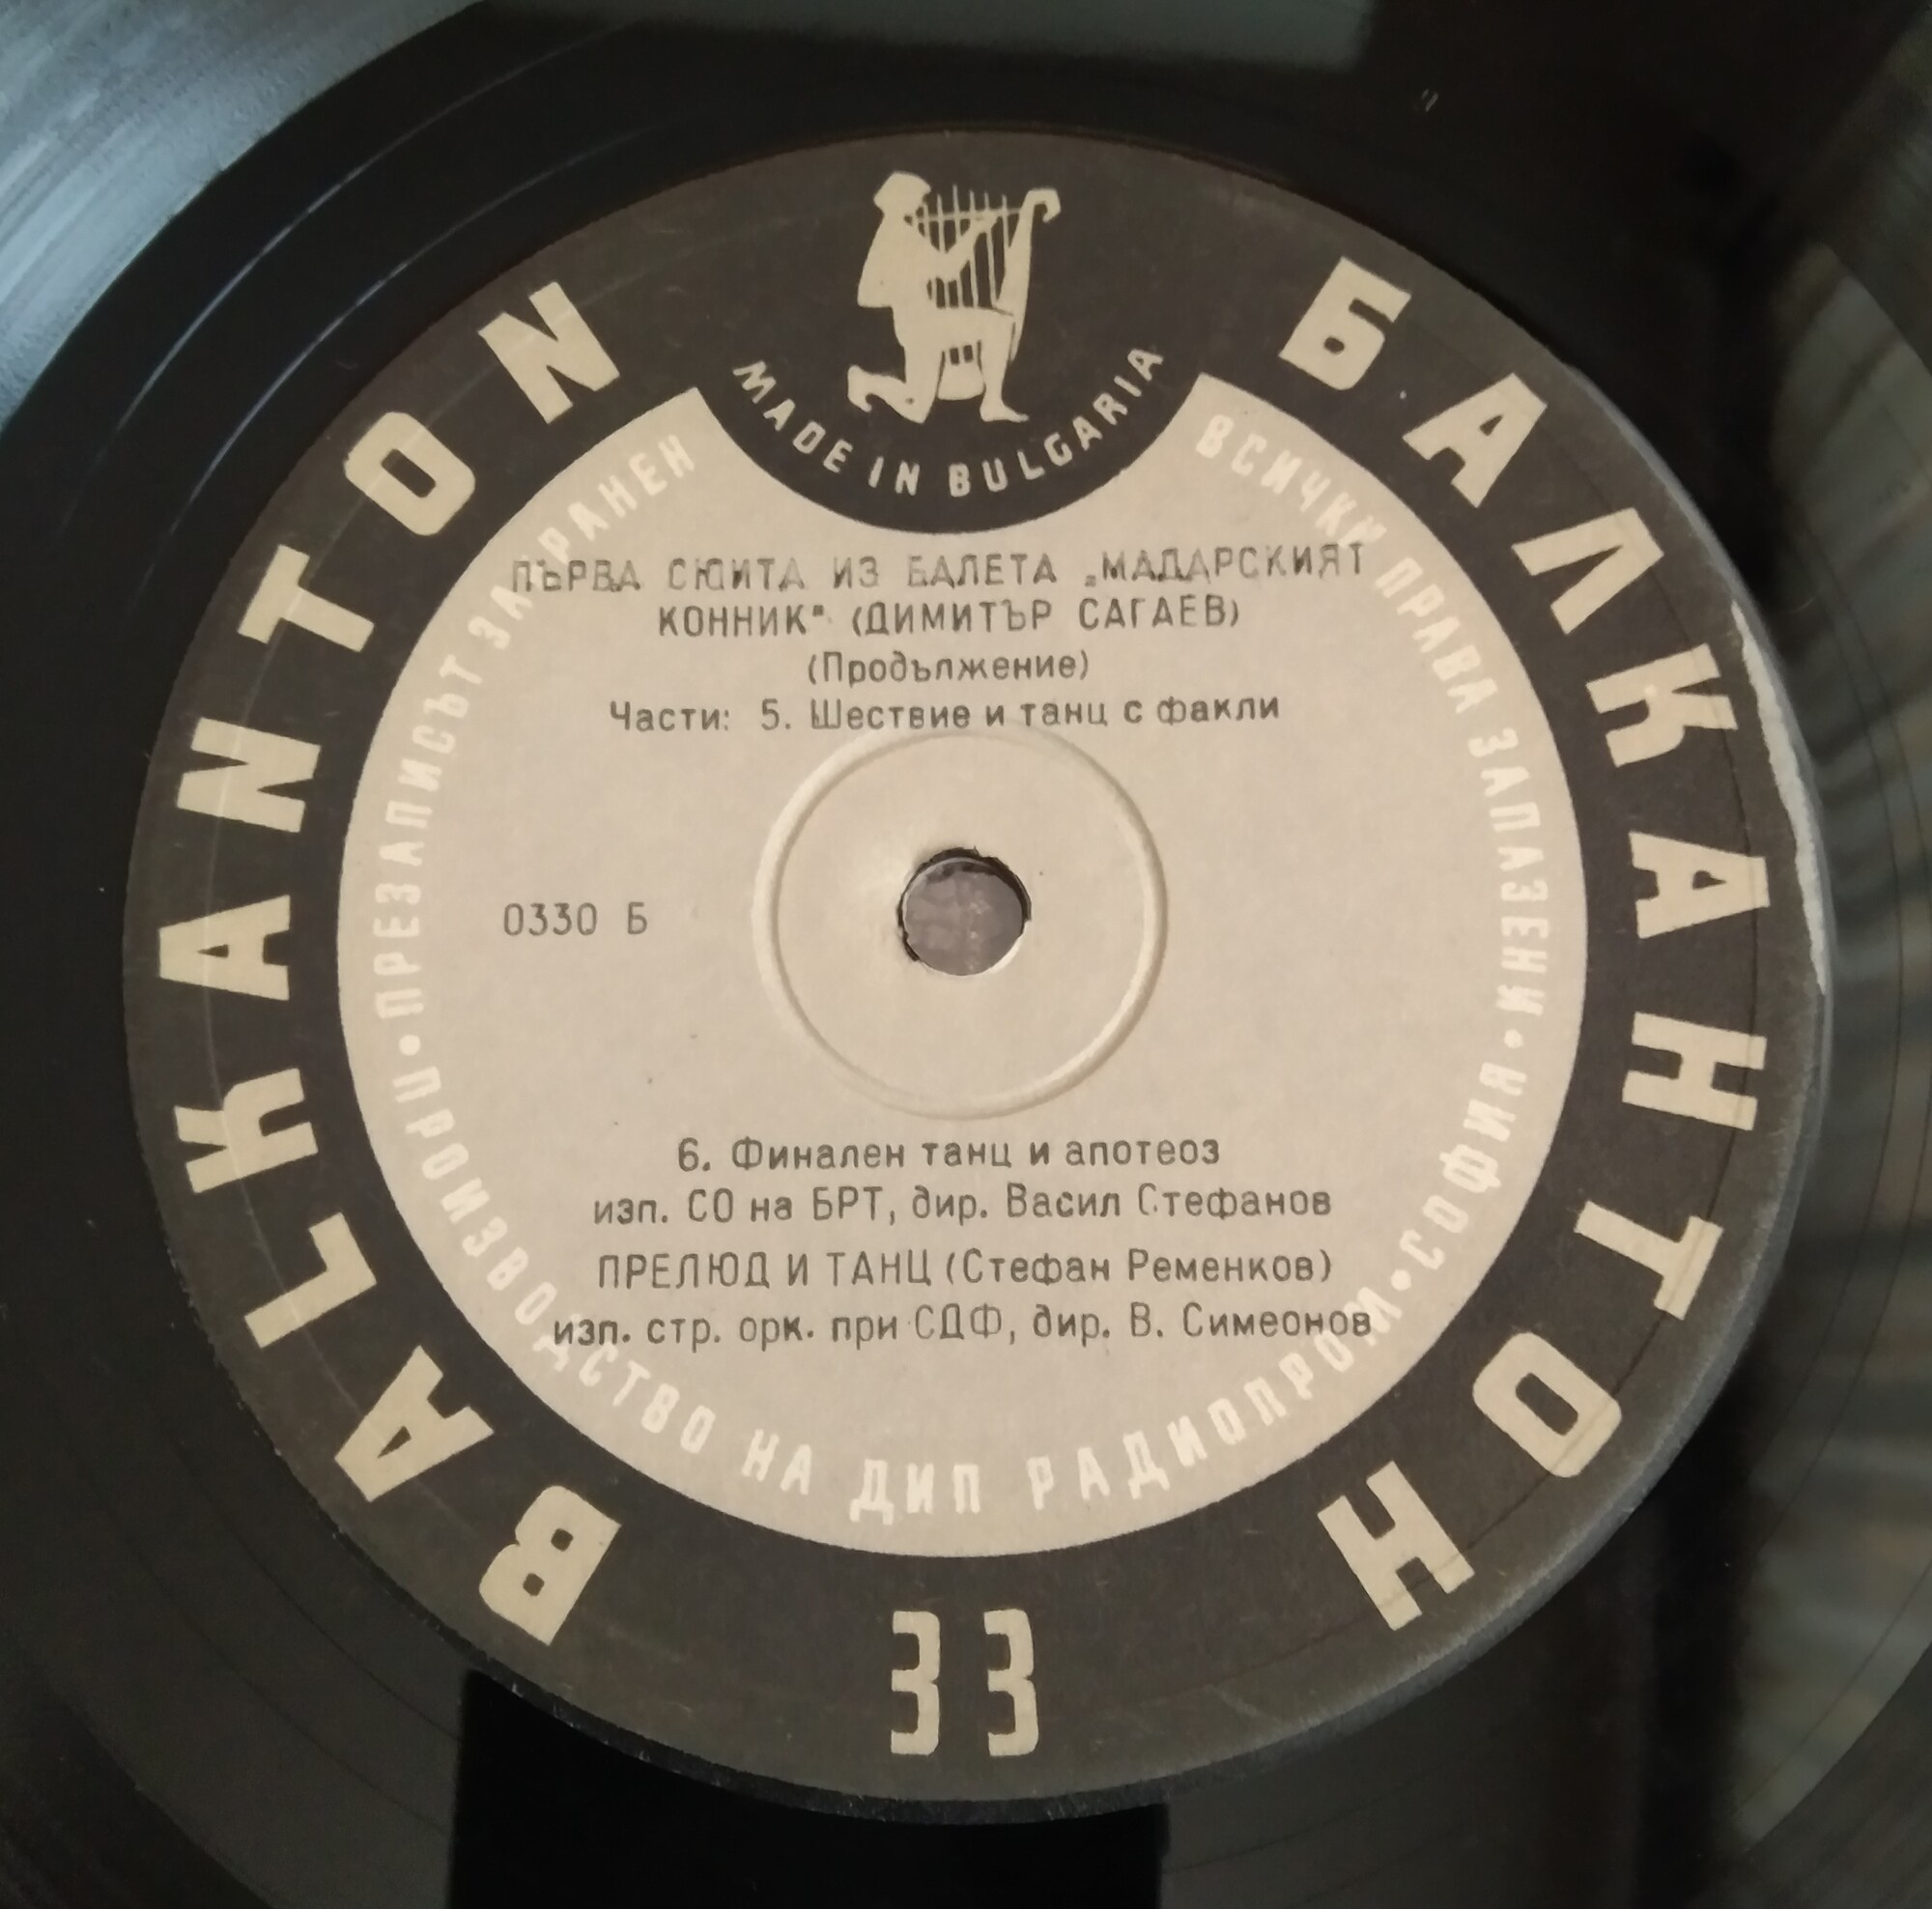 BALKANTON
БАЛКАНТОН
MADE IN BULGARIA
ПРЕЗАПИСЪТ ЗАБРАНЕН
ВСИЧКИ ПРАВА ЗАПАЗЕНИ • СОФИЯ •
ПЪРВА СЮИТА ИЗ БАЛЕТА „МАДАРСКИЯТ
КОННИК" (ДИМИТЪР САГАЕВ)
(Продължение)
Части: 5. Шествие и танц с факли
0330 Б
6. Финален танц и апотеоз
изп. СО на БРТ, дир. Васил Стефанов
ПРЕЛЮД И ТАНЦ (Стефан Ременков)
изп. стр. орк. при СДФ, дир. В. Симеонов
ПРОИЗВОДСТВО НА ДИП РАДИОПРОМ
33